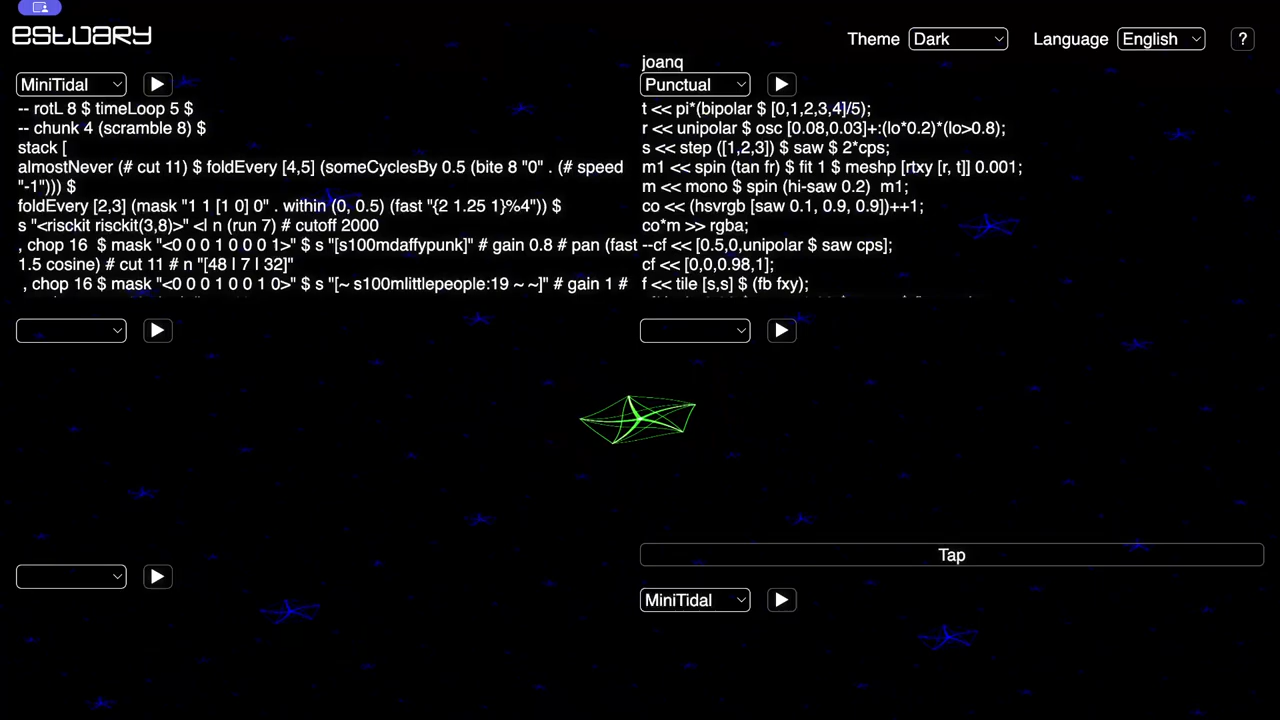 estuary
Theme Dark Language English ?
MiniTidal
-- rotL 8 $ timeLoop 5 $
-- chunk 4 (scramble 8) $
stack [
almostNever (# cut 11) $ foldEvery [4,5] (someCyclesBy 0.5 (bite 8 "0" . (# speed
"-1"))) $
foldEvery [2,3] (mask "1 1 [1 0] 0" . within (0, 0.5) (fast "{2 1.25 1}%4")) $
s "<risckit risckit(3,8)>" <| n (run 7) # cutoff 2000
, chop 16 $ mask "<0 0 0 1 0 0 0 1>" $ s "[s100mdaffypunk]" # gain 0.8 # pan (fast
1.5 cosine) # cut 11 # n "[48 | 7 | 32]"
, chop 16 $ mask "<0 0 0 1 0 0 1 0>" $ s "[~ s100mlittlepeople:19 ~ ~]" # gain 1 #
joanq
Punctual
t << pi*(bipolar $ [0,1,2,3,4]/5);
r << unipolar $ osc [0.08,0.03]+:(lo*0.2)*(lo>0.8);
s << step ([1,2,3]) $ saw $ 2*cps;
m1 << spin (tan fr) $ fit 1 $ meshp [rtxy [r, t]] 0.001;
m << mono $ spin (hi-saw 0.2)  m1;
co << (hsvrgb [saw 0.1, 0.9, 0.9])++1;
co*m >> rgba;
--cf << [0.5,0,unipolar $ saw cps];
cf << [0,0,0.98,1];
f << tile [s,s] $ (fb fxy);
Tap
MiniTidal